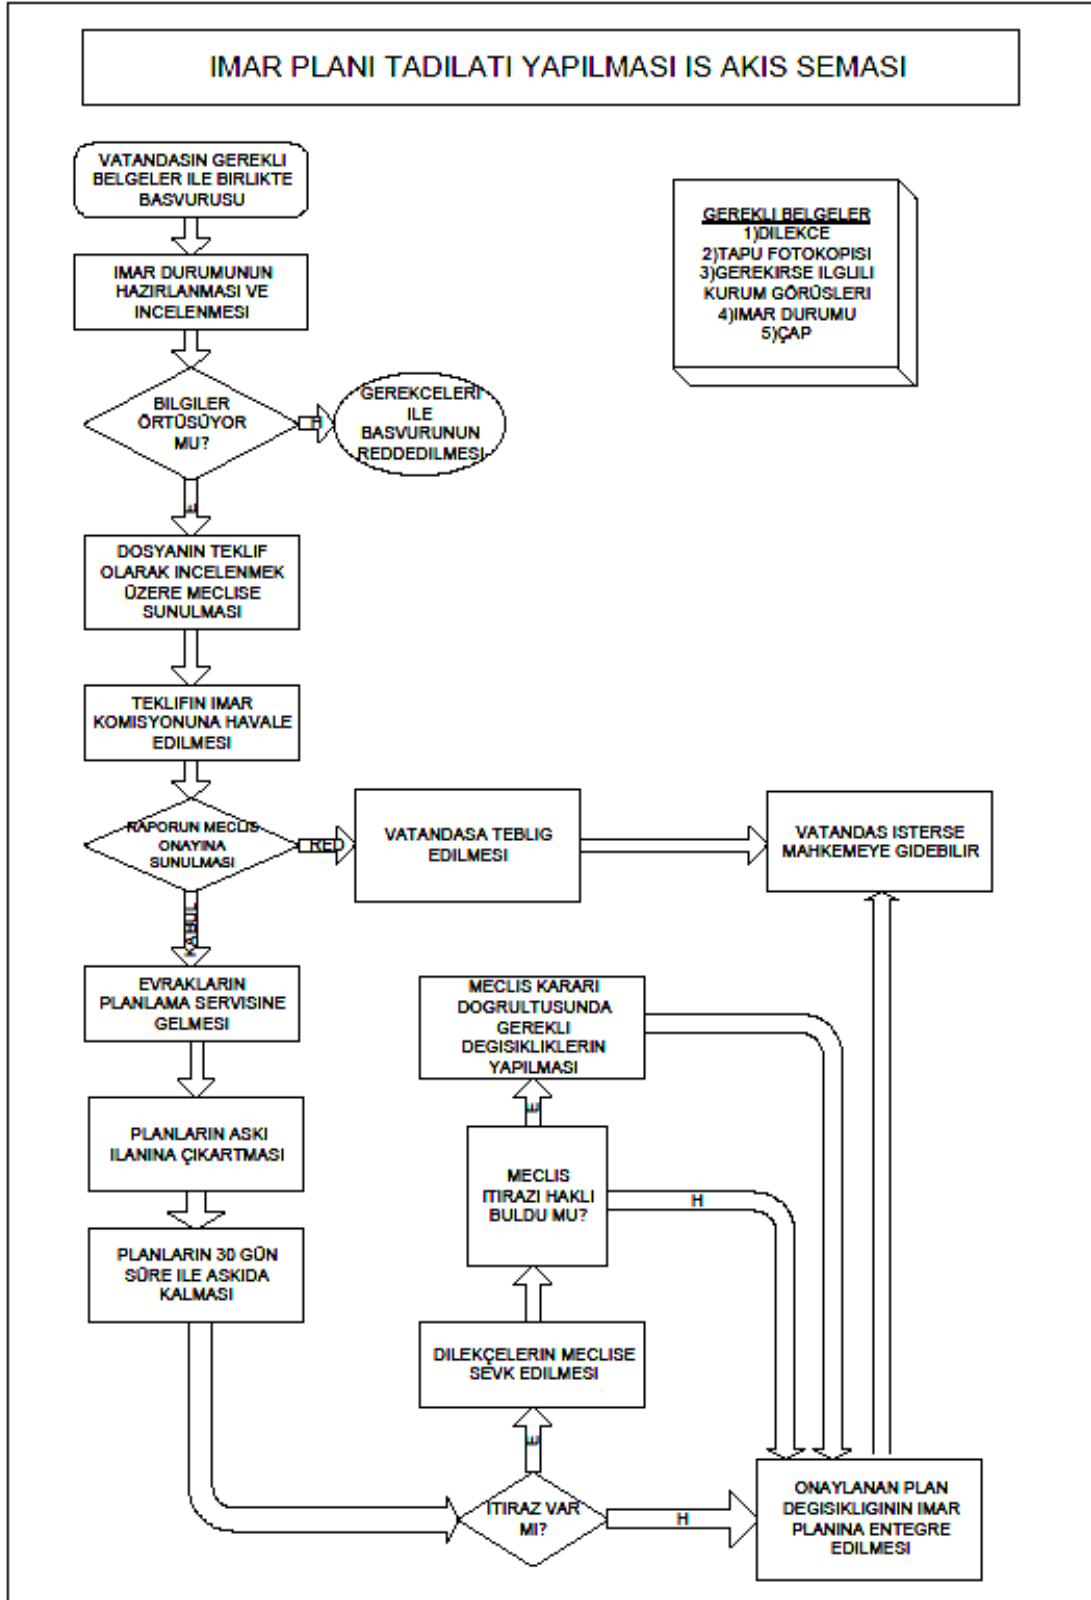 IMAR PLANI TADILATI YAPILMASI IS AKIS SEMASI
VATANDASIN GEREKLI
BELGELER ILE BIRLIKTE
BASVURUSU
GEREKLI BELGELER
1)DILEKCE
2)TAPU FOTOKOPISI
3)GEREKIRSE ILGLILI
KURUM GÖRÜSLERI
4)IMAR DURUMU
5)ÇAP
IMAR DURUMUNUN
HAZIRLANMASI VE
INCELENMESI
BILGILER
ÖRTÜSÜYOR
MU?
H
GEREKCELERI
ILE
BASVURUNUN
REDDEDILMESI
E
DOSYANIN TEKLIF
OLARAK INCELENMEK
ÜZERE MECLISE
SUNULMASI
TEKLIFIN IMAR
KOMISYONUNA HAVALE
EDILMESI
RAPORUN MECLIS
ONAYINA
SUNULMASI
RED
VATANDASA TEBLIG
EDILMESI
VATANDAS ISTERSE
MAHKEMEYE GIDEBILIR
KABUL
EVRAKLARIN
PLANLAMA SERVISINE
GELMESI
MECLIS KARARI
DOGRULTUSUNDA
GEREKLI
DEGISIKLIKLERIN
YAPILMASI
E
PLANLARIN ASKI
ILANINA ÇIKARTMASI
MECLIS
ITIRAZI HAKLI
BULDU MU?
H
PLANLARIN 30 GÜN
SÜRE ILE ASKIDA
KALMASI
DILEKÇELERIN MECLISE
SEVK EDILMESI
E
ITIRAZ VAR
MI?
H
ONAYLANAN PLAN
DEGISIKLIGININ IMAR
PLANINA ENTEGRE
EDILMESI